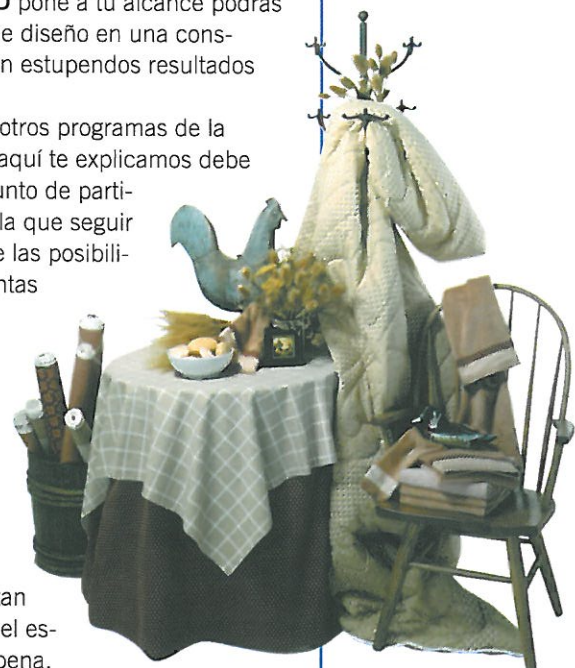 O pone a tu alcance podrás
e diseño en una cons-
n estupendos resultados
otros programas de la
aquí te explicamos debe
unto de parti-
la que seguir
e las posibili-
ntas
tan
el es-
pena.